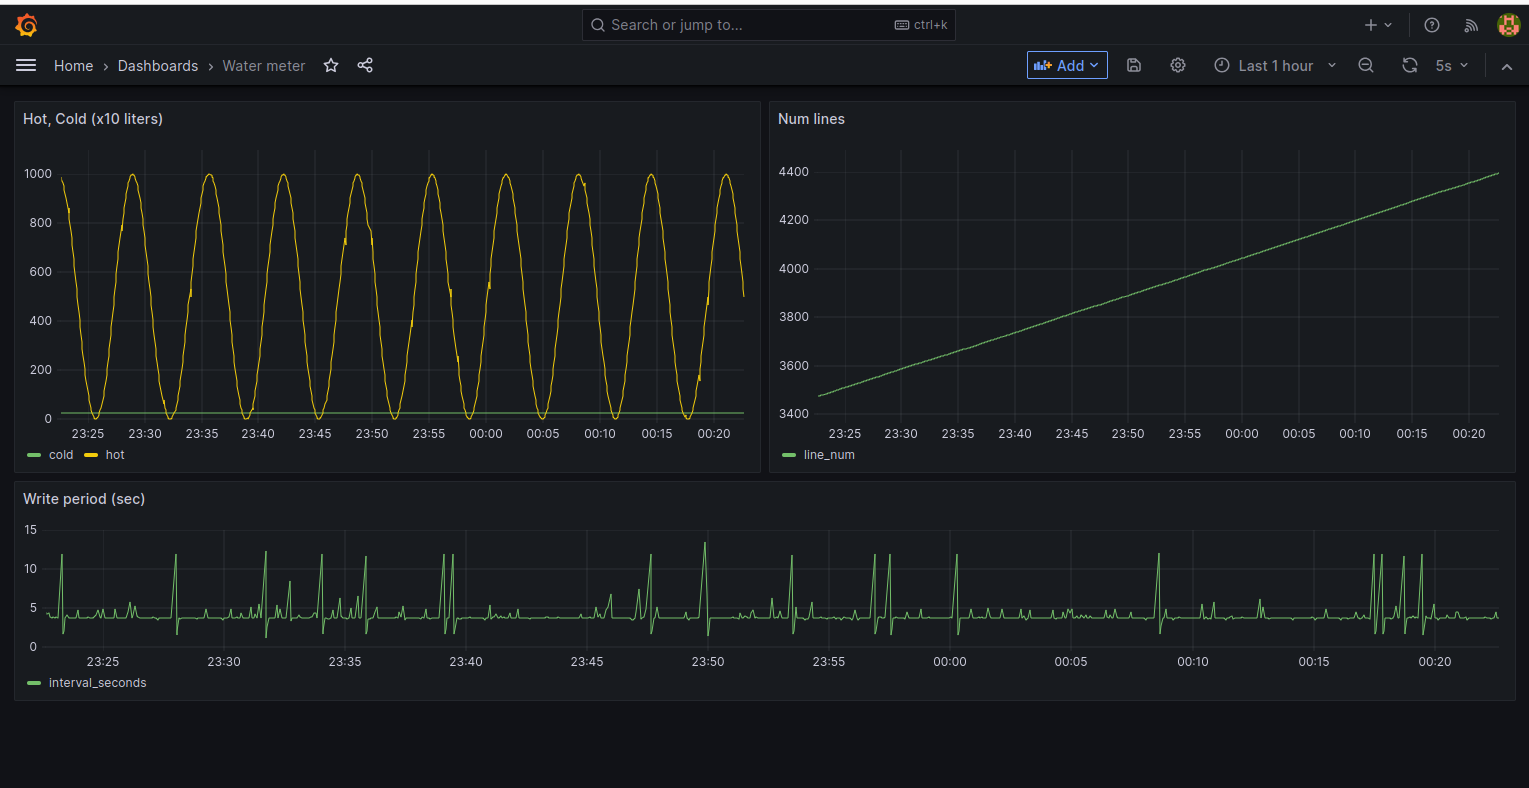 Search or jump to... ctrl+k
Home › Dashboards › Water meter Add Last 1 hour 5s
Hot, Cold (x10 liters)
1000
800
600
400
200
0
23:25 23:30 23:35 23:40 23:45 23:50 23:55 00:00 00:05 00:10 00:15 00:20
cold hot
Num lines
4400
4200
4000
3800
3600
3400
23:25 23:30 23:35 23:40 23:45 23:50 23:55 00:00 00:05 00:10 00:15 00:20
line_num
Write period (sec)
15
10
5
0
23:25 23:30 23:35 23:40 23:45 23:50 23:55 00:00 00:05 00:10 00:15 00:20
interval_seconds